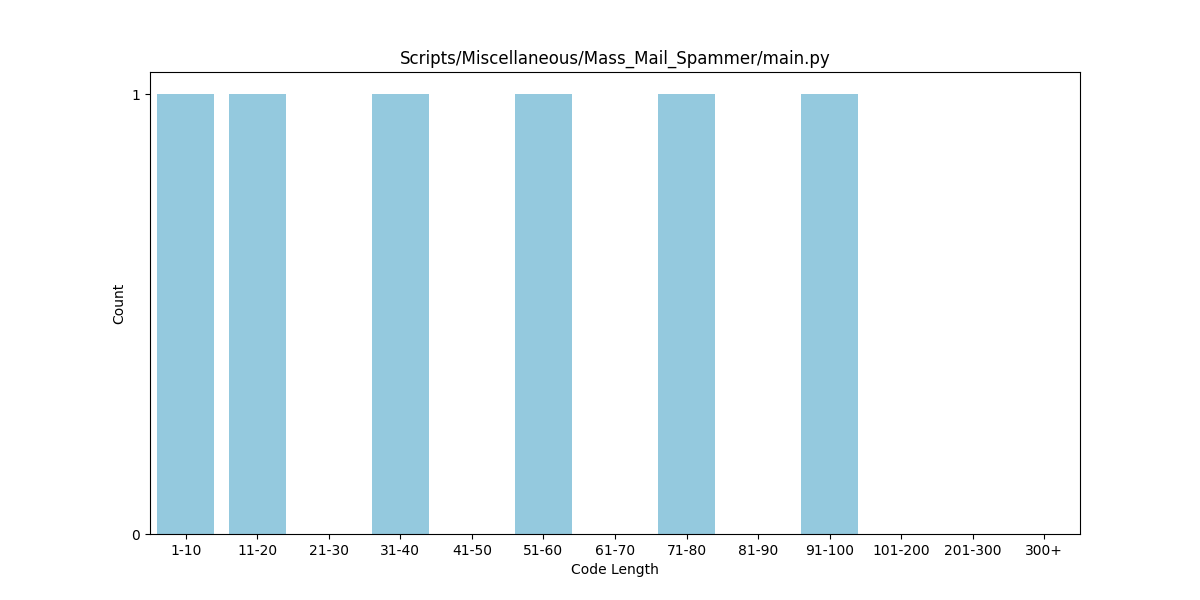 Scripts/Miscellaneous/Mass_Mail_Spammer/main.py
1
Count
0
1-10 11-20 21-30 31-40 41-50 51-60 61-70 71-80 81-90 91-100 101-200 201-300 300+
Code Length